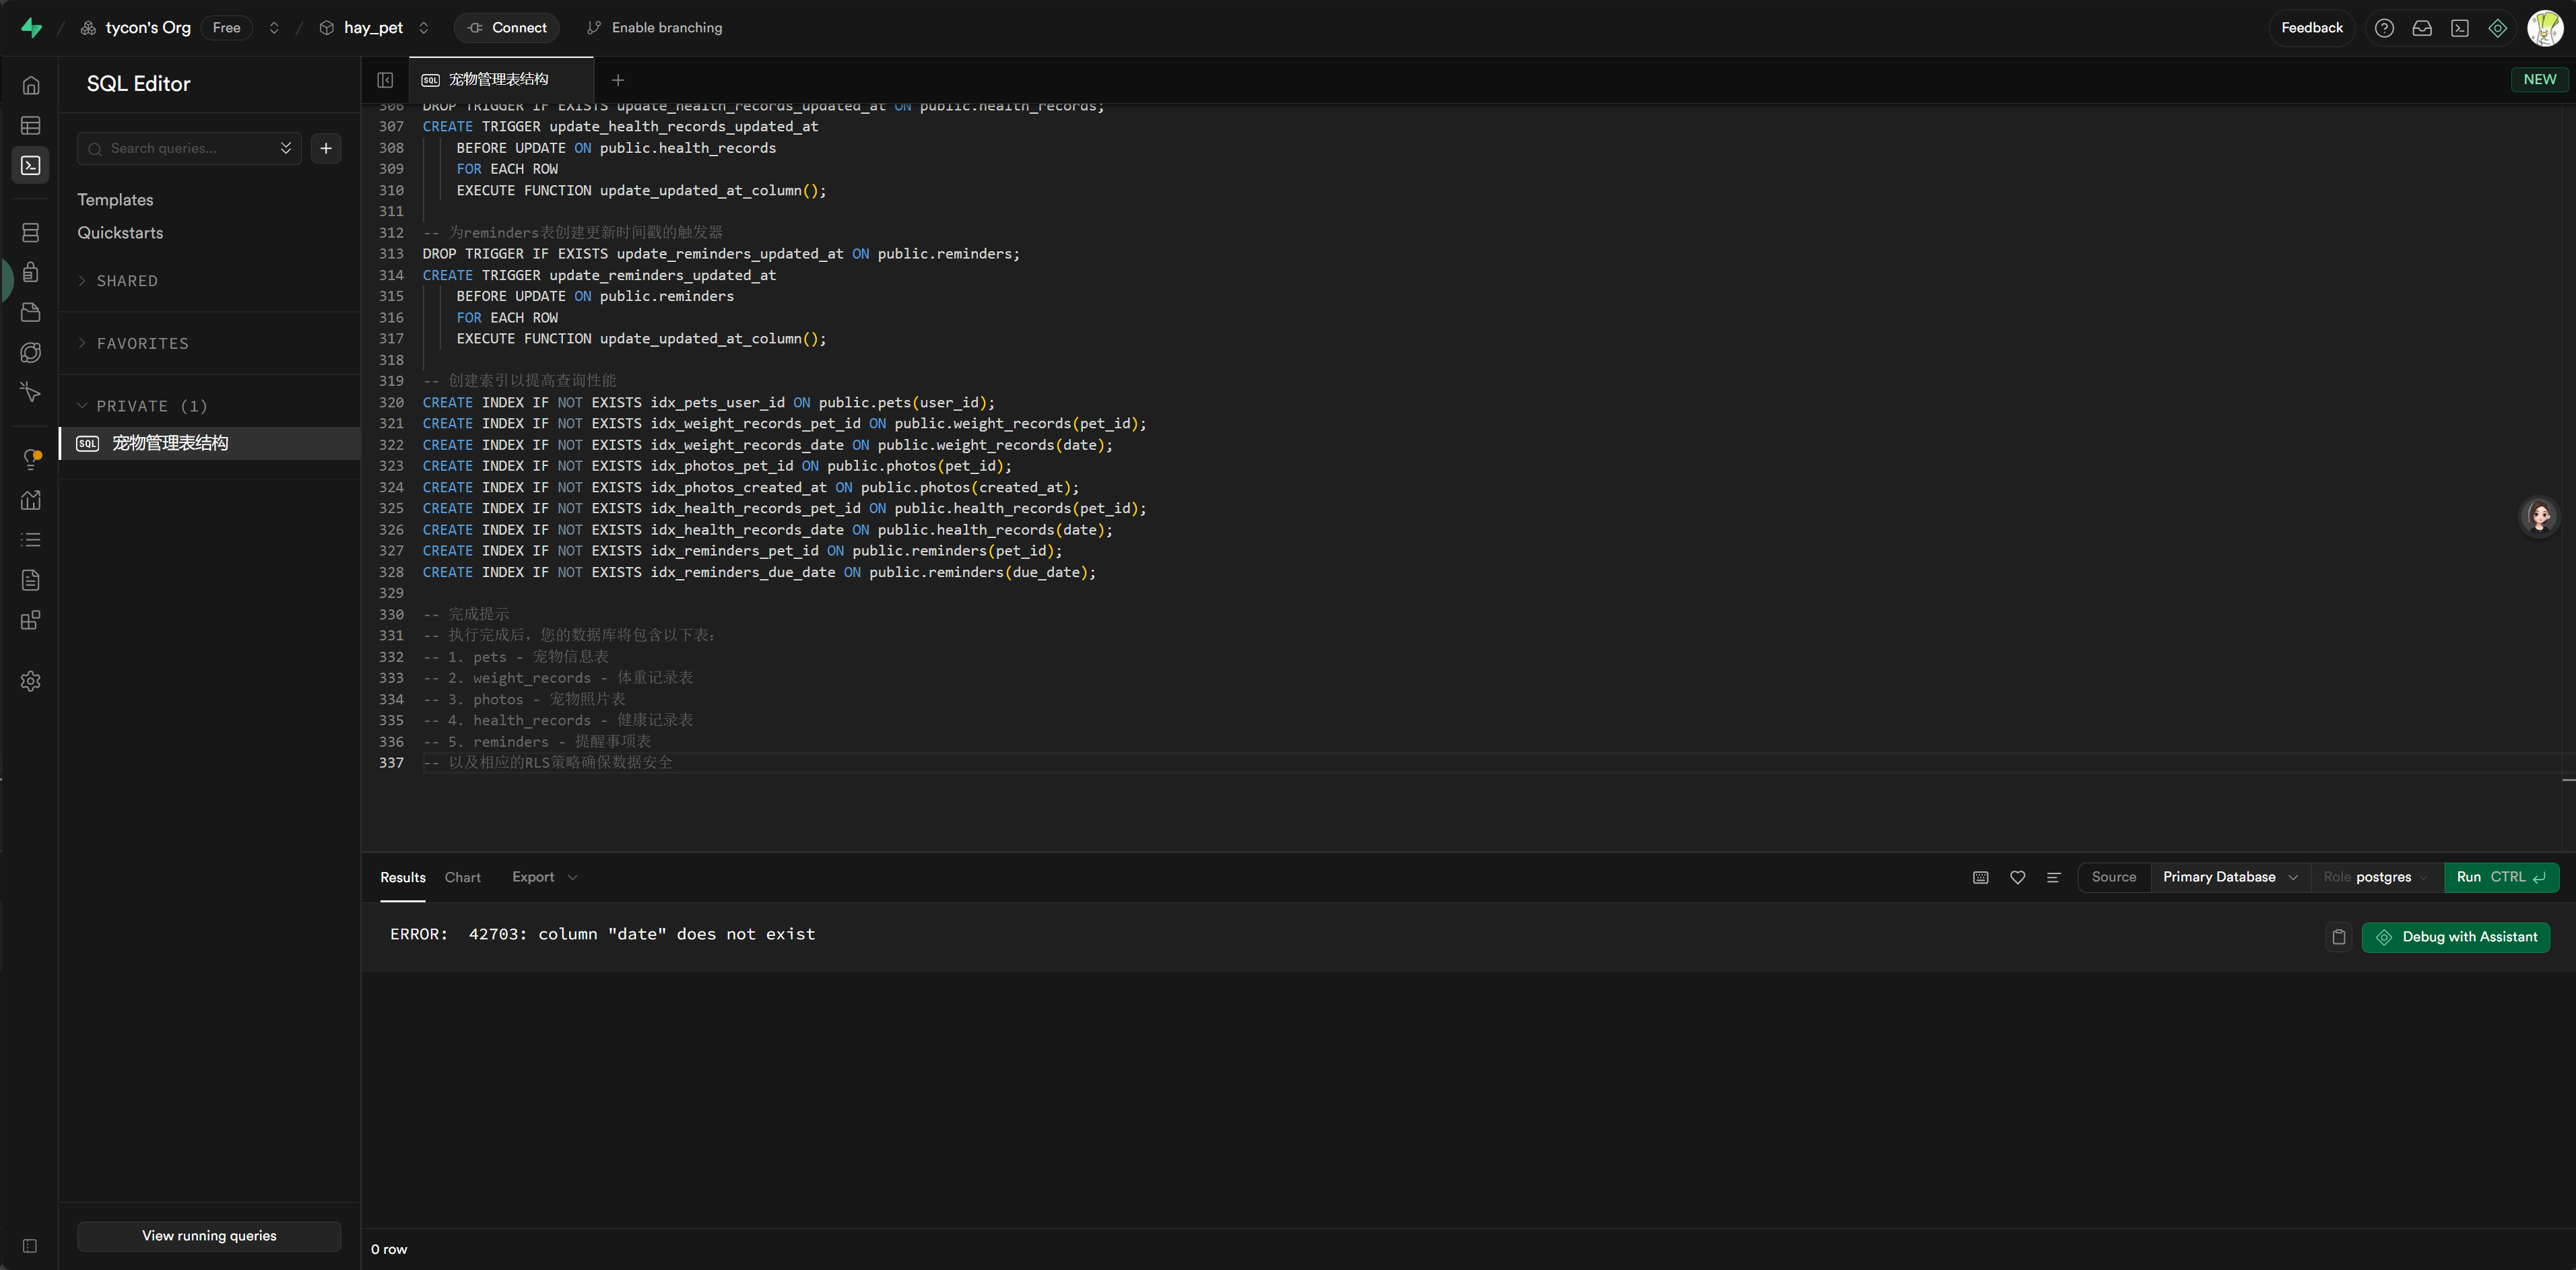 tycon's Org Free hay_pet Connect Enable branching Feedback
SQL Editor
SQL 宠物管理表结构 NEW
Search queries...
Templates
Quickstarts
SHARED
FAVORITES
PRIVATE (1)
SQL 宠物管理表结构
View running queries
306 DROP TRIGGER IF EXISTS update_health_records_updated_at ON public.health_records;
307 CREATE TRIGGER update_health_records_updated_at
308 BEFORE UPDATE ON public.health_records
309 FOR EACH ROW
310 EXECUTE FUNCTION update_updated_at_column();
311
312 -- 为reminders表创建更新时间戳的触发器
313 DROP TRIGGER IF EXISTS update_reminders_updated_at ON public.reminders;
314 CREATE TRIGGER update_reminders_updated_at
315 BEFORE UPDATE ON public.reminders
316 FOR EACH ROW
317 EXECUTE FUNCTION update_updated_at_column();
318
319 -- 创建索引以提高查询性能
320 CREATE INDEX IF NOT EXISTS idx_pets_user_id ON public.pets(user_id);
321 CREATE INDEX IF NOT EXISTS idx_weight_records_pet_id ON public.weight_records(pet_id);
322 CREATE INDEX IF NOT EXISTS idx_weight_records_date ON public.weight_records(date);
323 CREATE INDEX IF NOT EXISTS idx_photos_pet_id ON public.photos(pet_id);
324 CREATE INDEX IF NOT EXISTS idx_photos_created_at ON public.photos(created_at);
325 CREATE INDEX IF NOT EXISTS idx_health_records_pet_id ON public.health_records(pet_id);
326 CREATE INDEX IF NOT EXISTS idx_health_records_date ON public.health_records(date);
327 CREATE INDEX IF NOT EXISTS idx_reminders_pet_id ON public.reminders(pet_id);
328 CREATE INDEX IF NOT EXISTS idx_reminders_due_date ON public.reminders(due_date);
329
330 -- 完成提示
331 -- 执行完成后，您的数据库将包含以下表：
332 -- 1. pets - 宠物信息表
333 -- 2. weight_records - 体重记录表
334 -- 3. photos - 宠物照片表
335 -- 4. health_records - 健康记录表
336 -- 5. reminders - 提醒事项表
337 -- 以及相应的RLS策略确保数据安全
Results Chart Export Source Primary Database Role postgres Run CTRL
ERROR: 42703: column "date" does not exist
Debug with Assistant
0 row